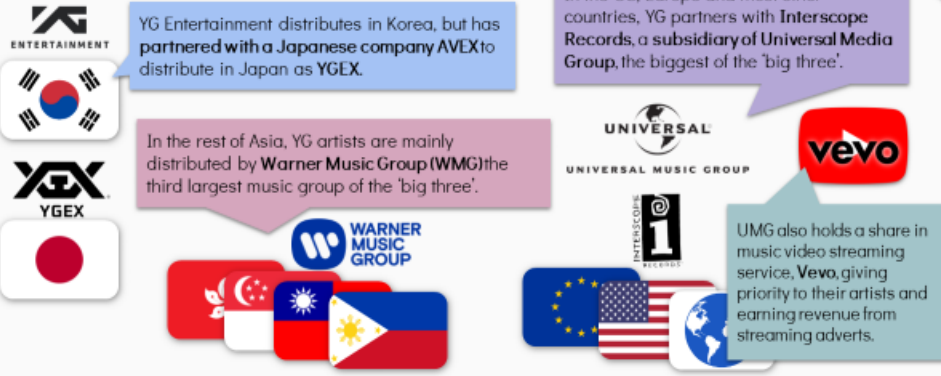 YG
ENTERTAINMENT
YG Entertainment distributes in Korea, but has
partnered with a Japanese company AVEX to
distribute in Japan as YGEX.
countries, YG partners with Interscope
Records, a subsidiary of Universal Media
Group, the biggest of the ‘big three’.
In the rest of Asia, YG artists are mainly
distributed by Warner Music Group (WMG) the
third largest music group of the ‘big three’.
YGEX
YGEX
WARNER
MUSIC
GROUP
UNIVERSAL
UNIVERSAL MUSIC GROUP
vevo
INTERSCOPE
i
RECORDS
UMG also holds a share in
music video streaming
service, Vevo, giving
priority to their artists and
earning revenue from
streaming adverts.